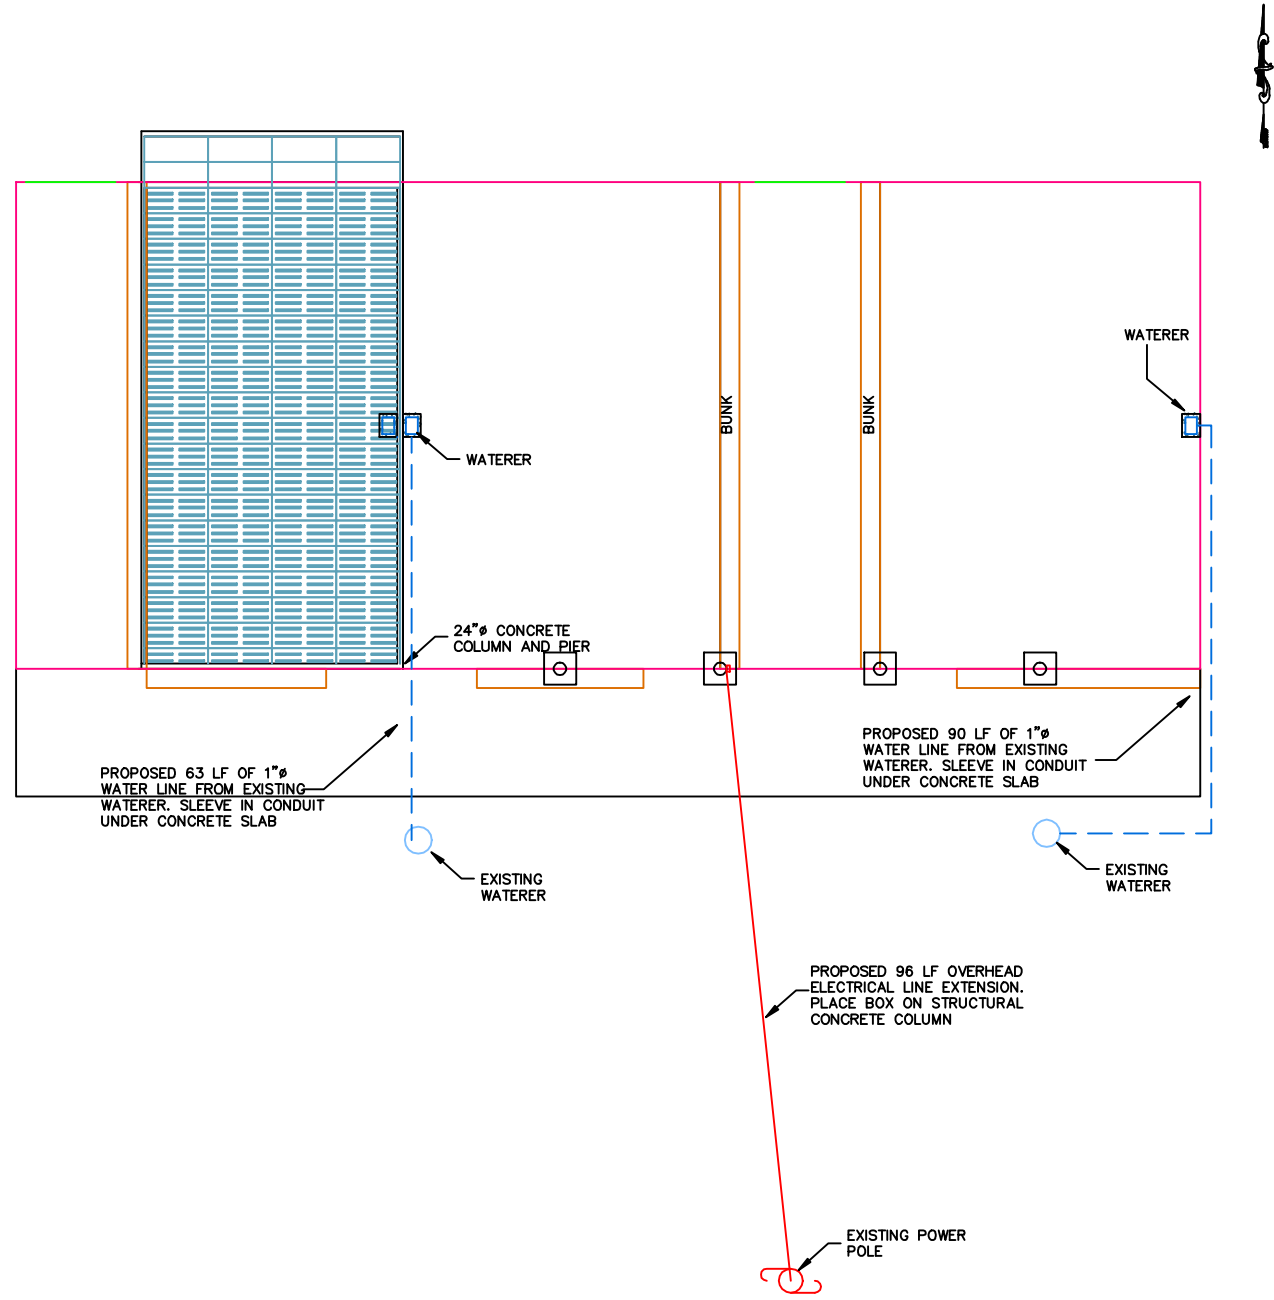 WATERER
BUNK
BUNK
WATERER
24"ø CONCRETE
COLUMN AND PIER
PROPOSED 63 LF OF 1"ø
WATER LINE FROM EXISTING
WATERER. SLEEVE IN CONDUIT
UNDER CONCRETE SLAB
PROPOSED 90 LF OF 1"ø
WATER LINE FROM EXISTING
WATERER. SLEEVE IN CONDUIT
UNDER CONCRETE SLAB
EXISTING
WATERER
EXISTING
WATERER
PROPOSED 96 LF OVERHEAD
ELECTRICAL LINE EXTENSION.
PLACE BOX ON STRUCTURAL
CONCRETE COLUMN
EXISTING POWER
POLE